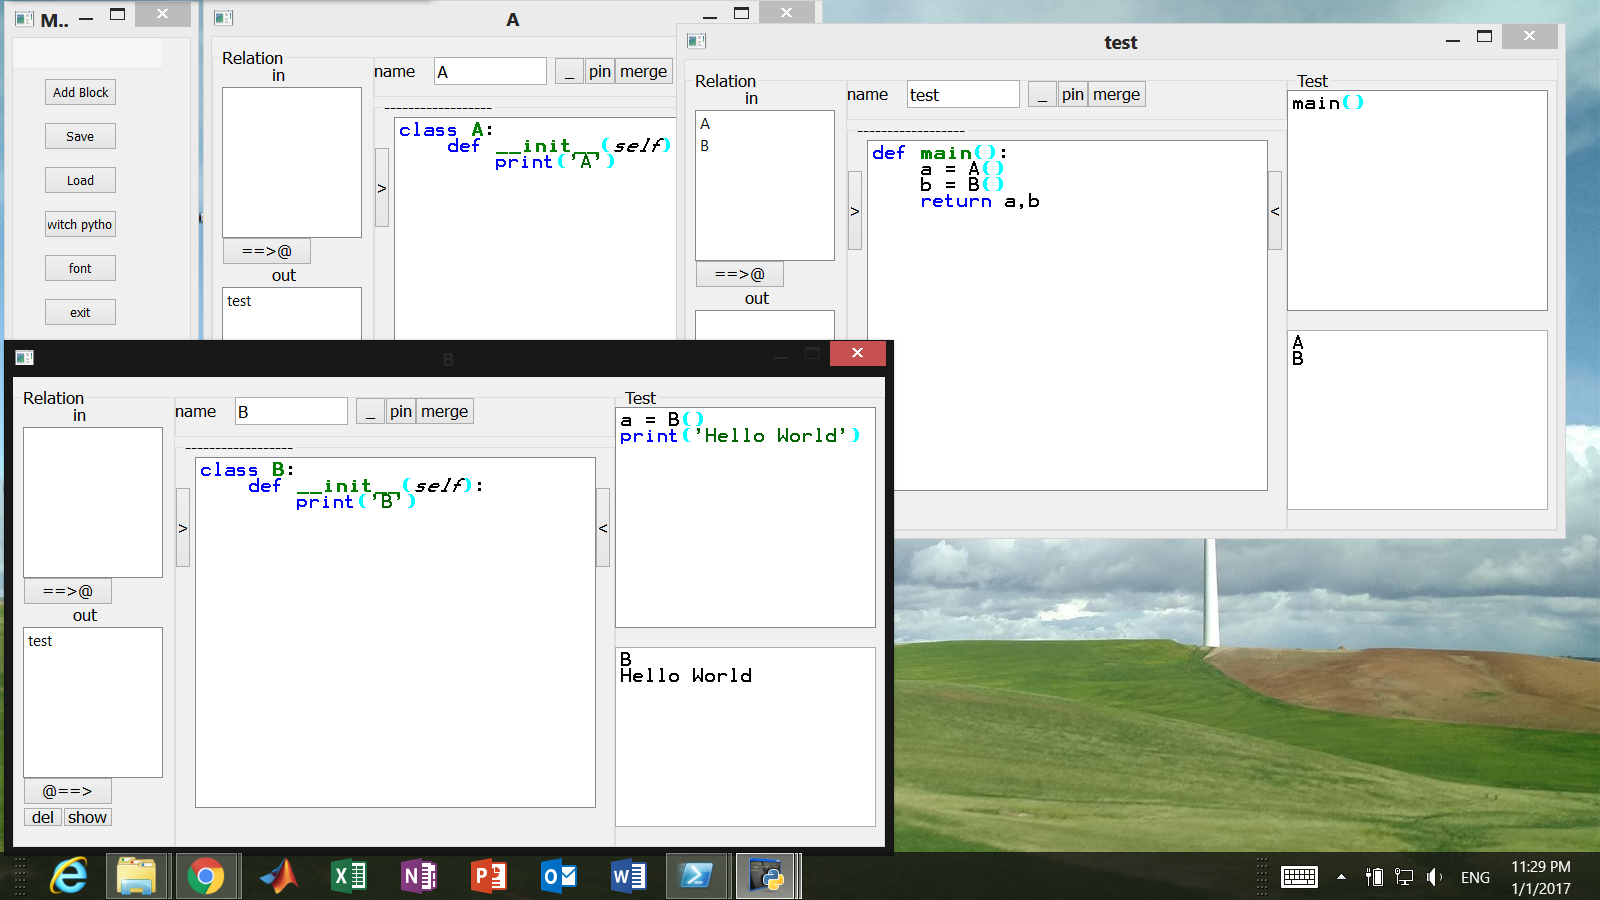 M..
Add Block
Save
Load
witch pytho
font
exit
A
Relation
in
==>@
out
test
name A _ pin merge
------------------
class A:
def __init__(self)
print('A')
>
test
Relation
in
A
B
==>@
out
name test _ pin merge
------------------
def main():
a = A()
b = B()
return a,b
>
<
Test
main()
A
B
B
Relation
in
==>@
out
test
@==>
del show
name B _ pin merge
------------------
class B:
def __init__(self):
print('B')
>
<
Test
a = B()
print('Hello World')
B
Hello World
ENG
11:29 PM
1/1/2017